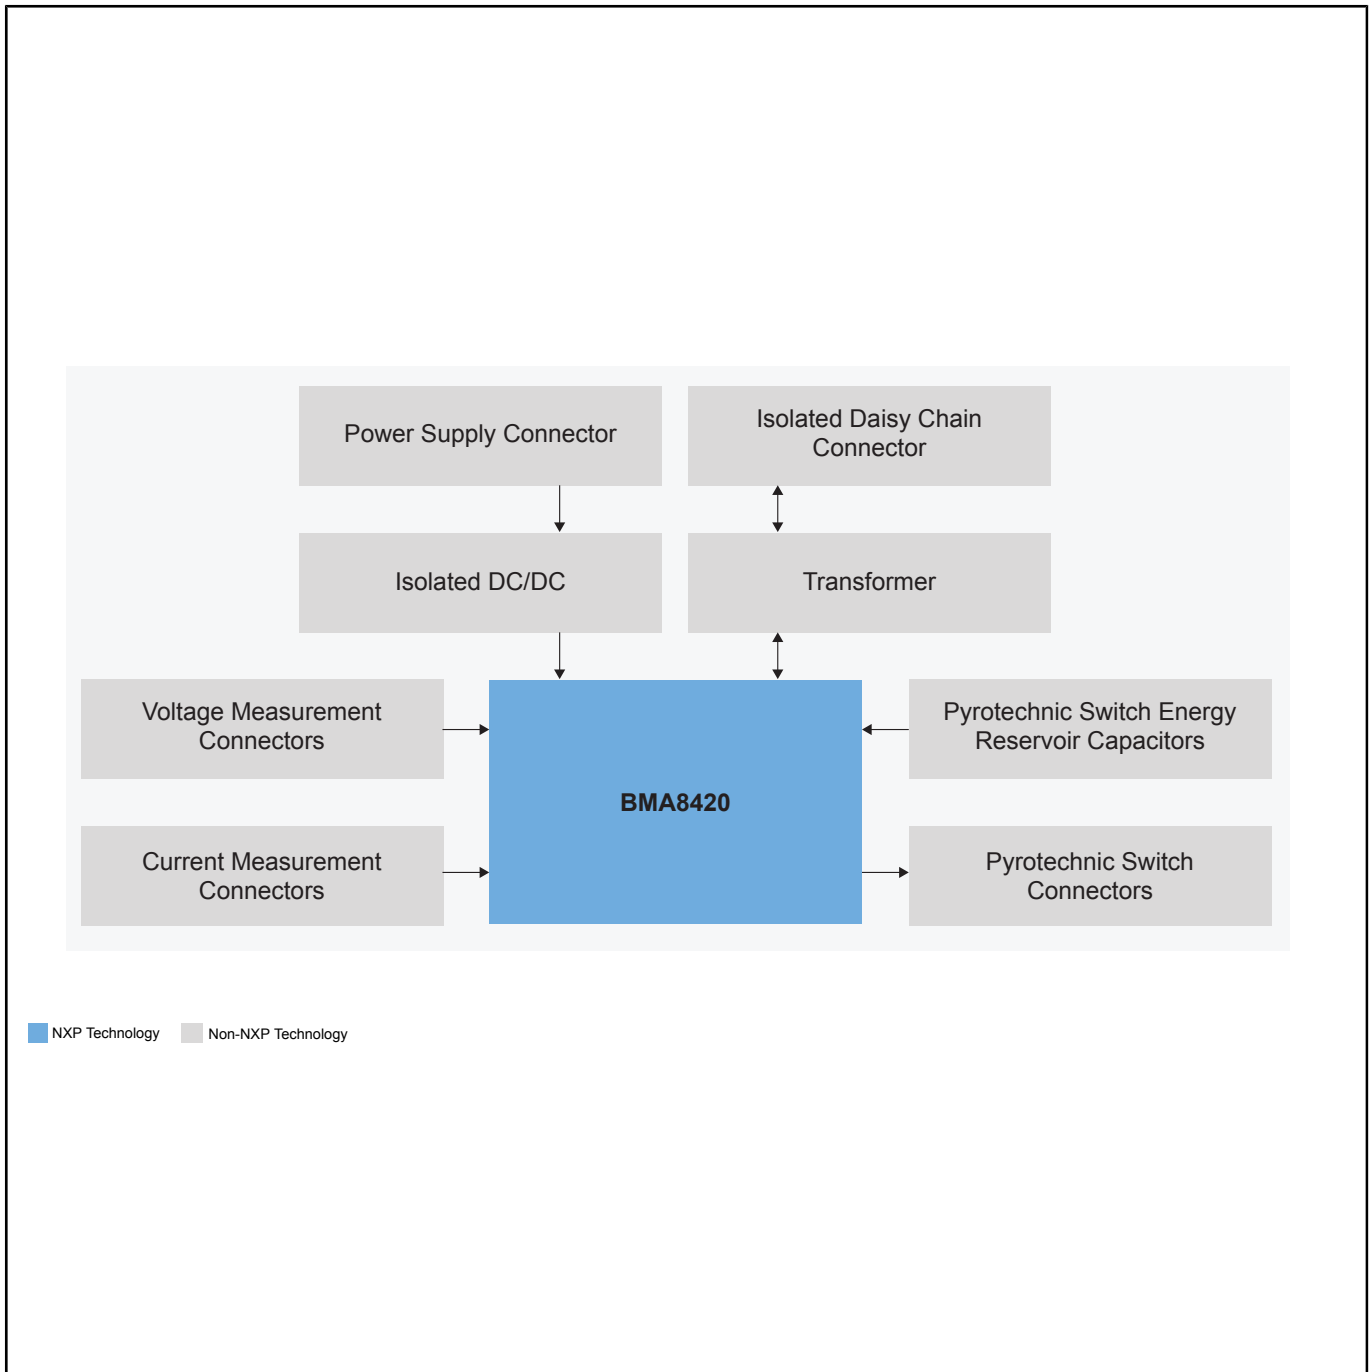 Power Supply Connector
Isolated Daisy Chain
Connector
Isolated DC/DC
Transformer
Voltage Measurement
Connectors
Pyrotechnic Switch Energy
Reservoir Capacitors
BMA8420
Current Measurement
Connectors
Pyrotechnic Switch
Connectors
NXP Technology
Non-NXP Technology